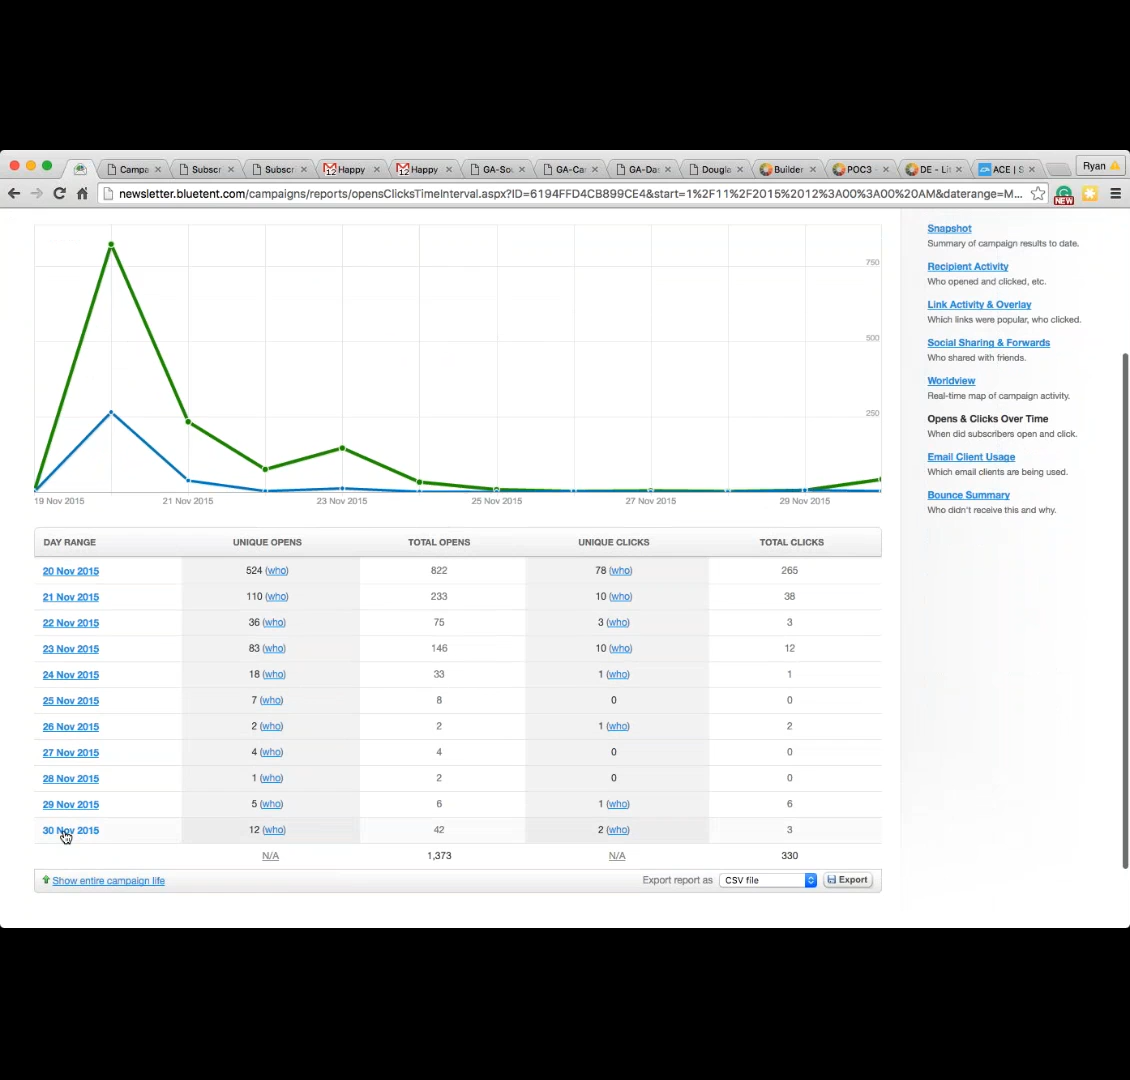 Campa
Subscr
Subscr
12 Happy
12 Happy
GA-Sou
GA-Ca
GA-Da
Dougla
Builder
POC3 -
DE - Li
ACE | S
Ryan
newsletter.bluetent.com/campaigns/reports/opensClicksTimeInterval.aspx?ID=6194FFD4CB899CE4&start=1%2F11%2F2015%2012%3A00%3A00%20AM&daterange=M...
NEW
750
500
250
19 Nov 2015 21 Nov 2015 23 Nov 2015 25 Nov 2015 27 Nov 2015 29 Nov 2015
DAY RANGE UNIQUE OPENS TOTAL OPENS UNIQUE CLICKS TOTAL CLICKS
20 Nov 2015 524 (who) 822 78 (who) 265
21 Nov 2015 110 (who) 233 10 (who) 38
22 Nov 2015 36 (who) 75 3 (who) 3
23 Nov 2015 83 (who) 146 10 (who) 12
24 Nov 2015 18 (who) 33 1 (who) 1
25 Nov 2015 7 (who) 8 0 0
26 Nov 2015 2 (who) 2 1 (who) 2
27 Nov 2015 4 (who) 4 0 0
28 Nov 2015 1 (who) 2 0 0
29 Nov 2015 5 (who) 6 1 (who) 6
30 Nov 2015 12 (who) 42 2 (who) 3
N/A 1,373 N/A 330
Show entire campaign life Export report as CSV file Export
Snapshot
Summary of campaign results to date.
Recipient Activity
Who opened and clicked, etc.
Link Activity & Overlay
Which links were popular, who clicked.
Social Sharing & Forwards
Who shared with friends.
Worldview
Real-time map of campaign activity.
Opens & Clicks Over Time
When did subscribers open and click.
Email Client Usage
Which email clients are being used.
Bounce Summary
Who didn't receive this and why.